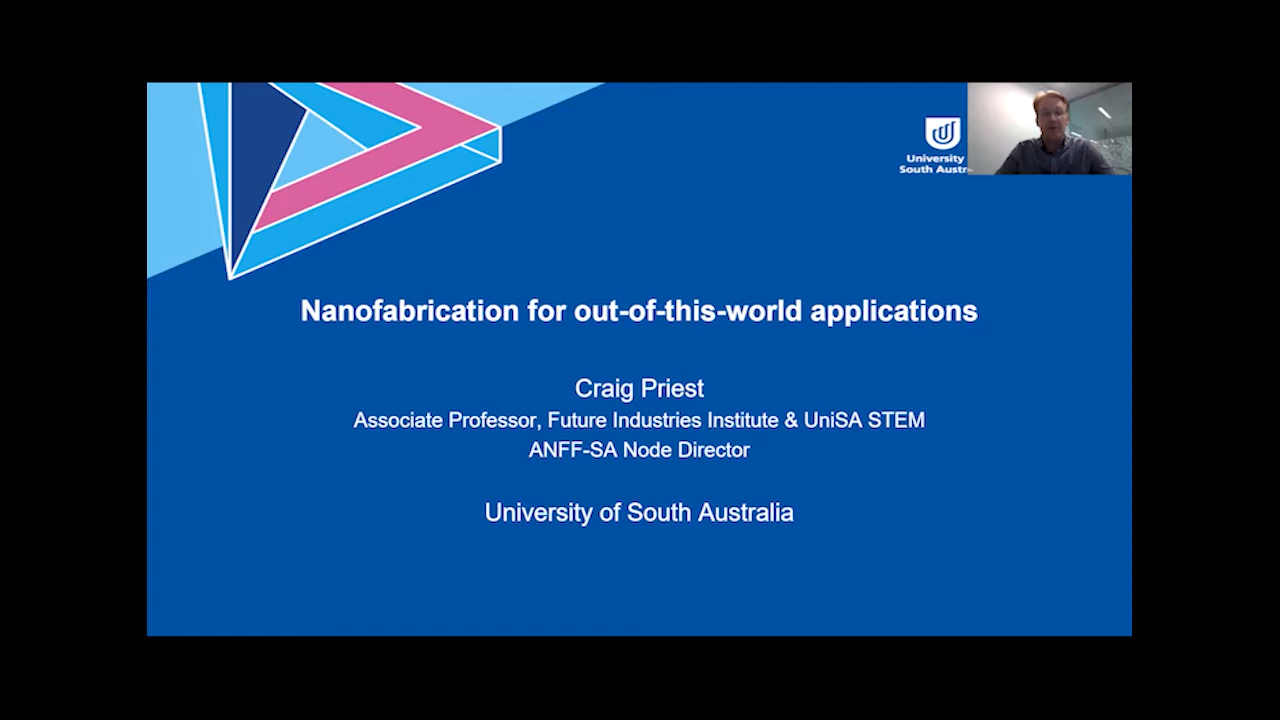 University
South Austr
Nanofabrication for out-of-this-world applications
Craig Priest
Associate Professor, Future Industries Institute & UniSA STEM
ANFF-SA Node Director
University of South Australia